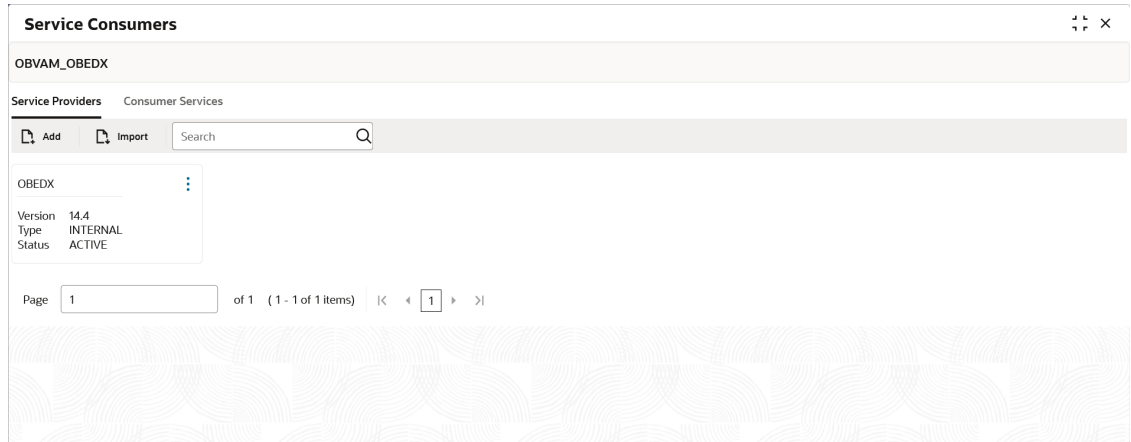 Service Consumers
OBVAM_OBEDX
Service Providers Consumer Services
Add Import Search
OBEDX
Version 14.4
Type INTERNAL
Status ACTIVE
Page 1 of 1 ( 1 - 1 of 1 items) 1